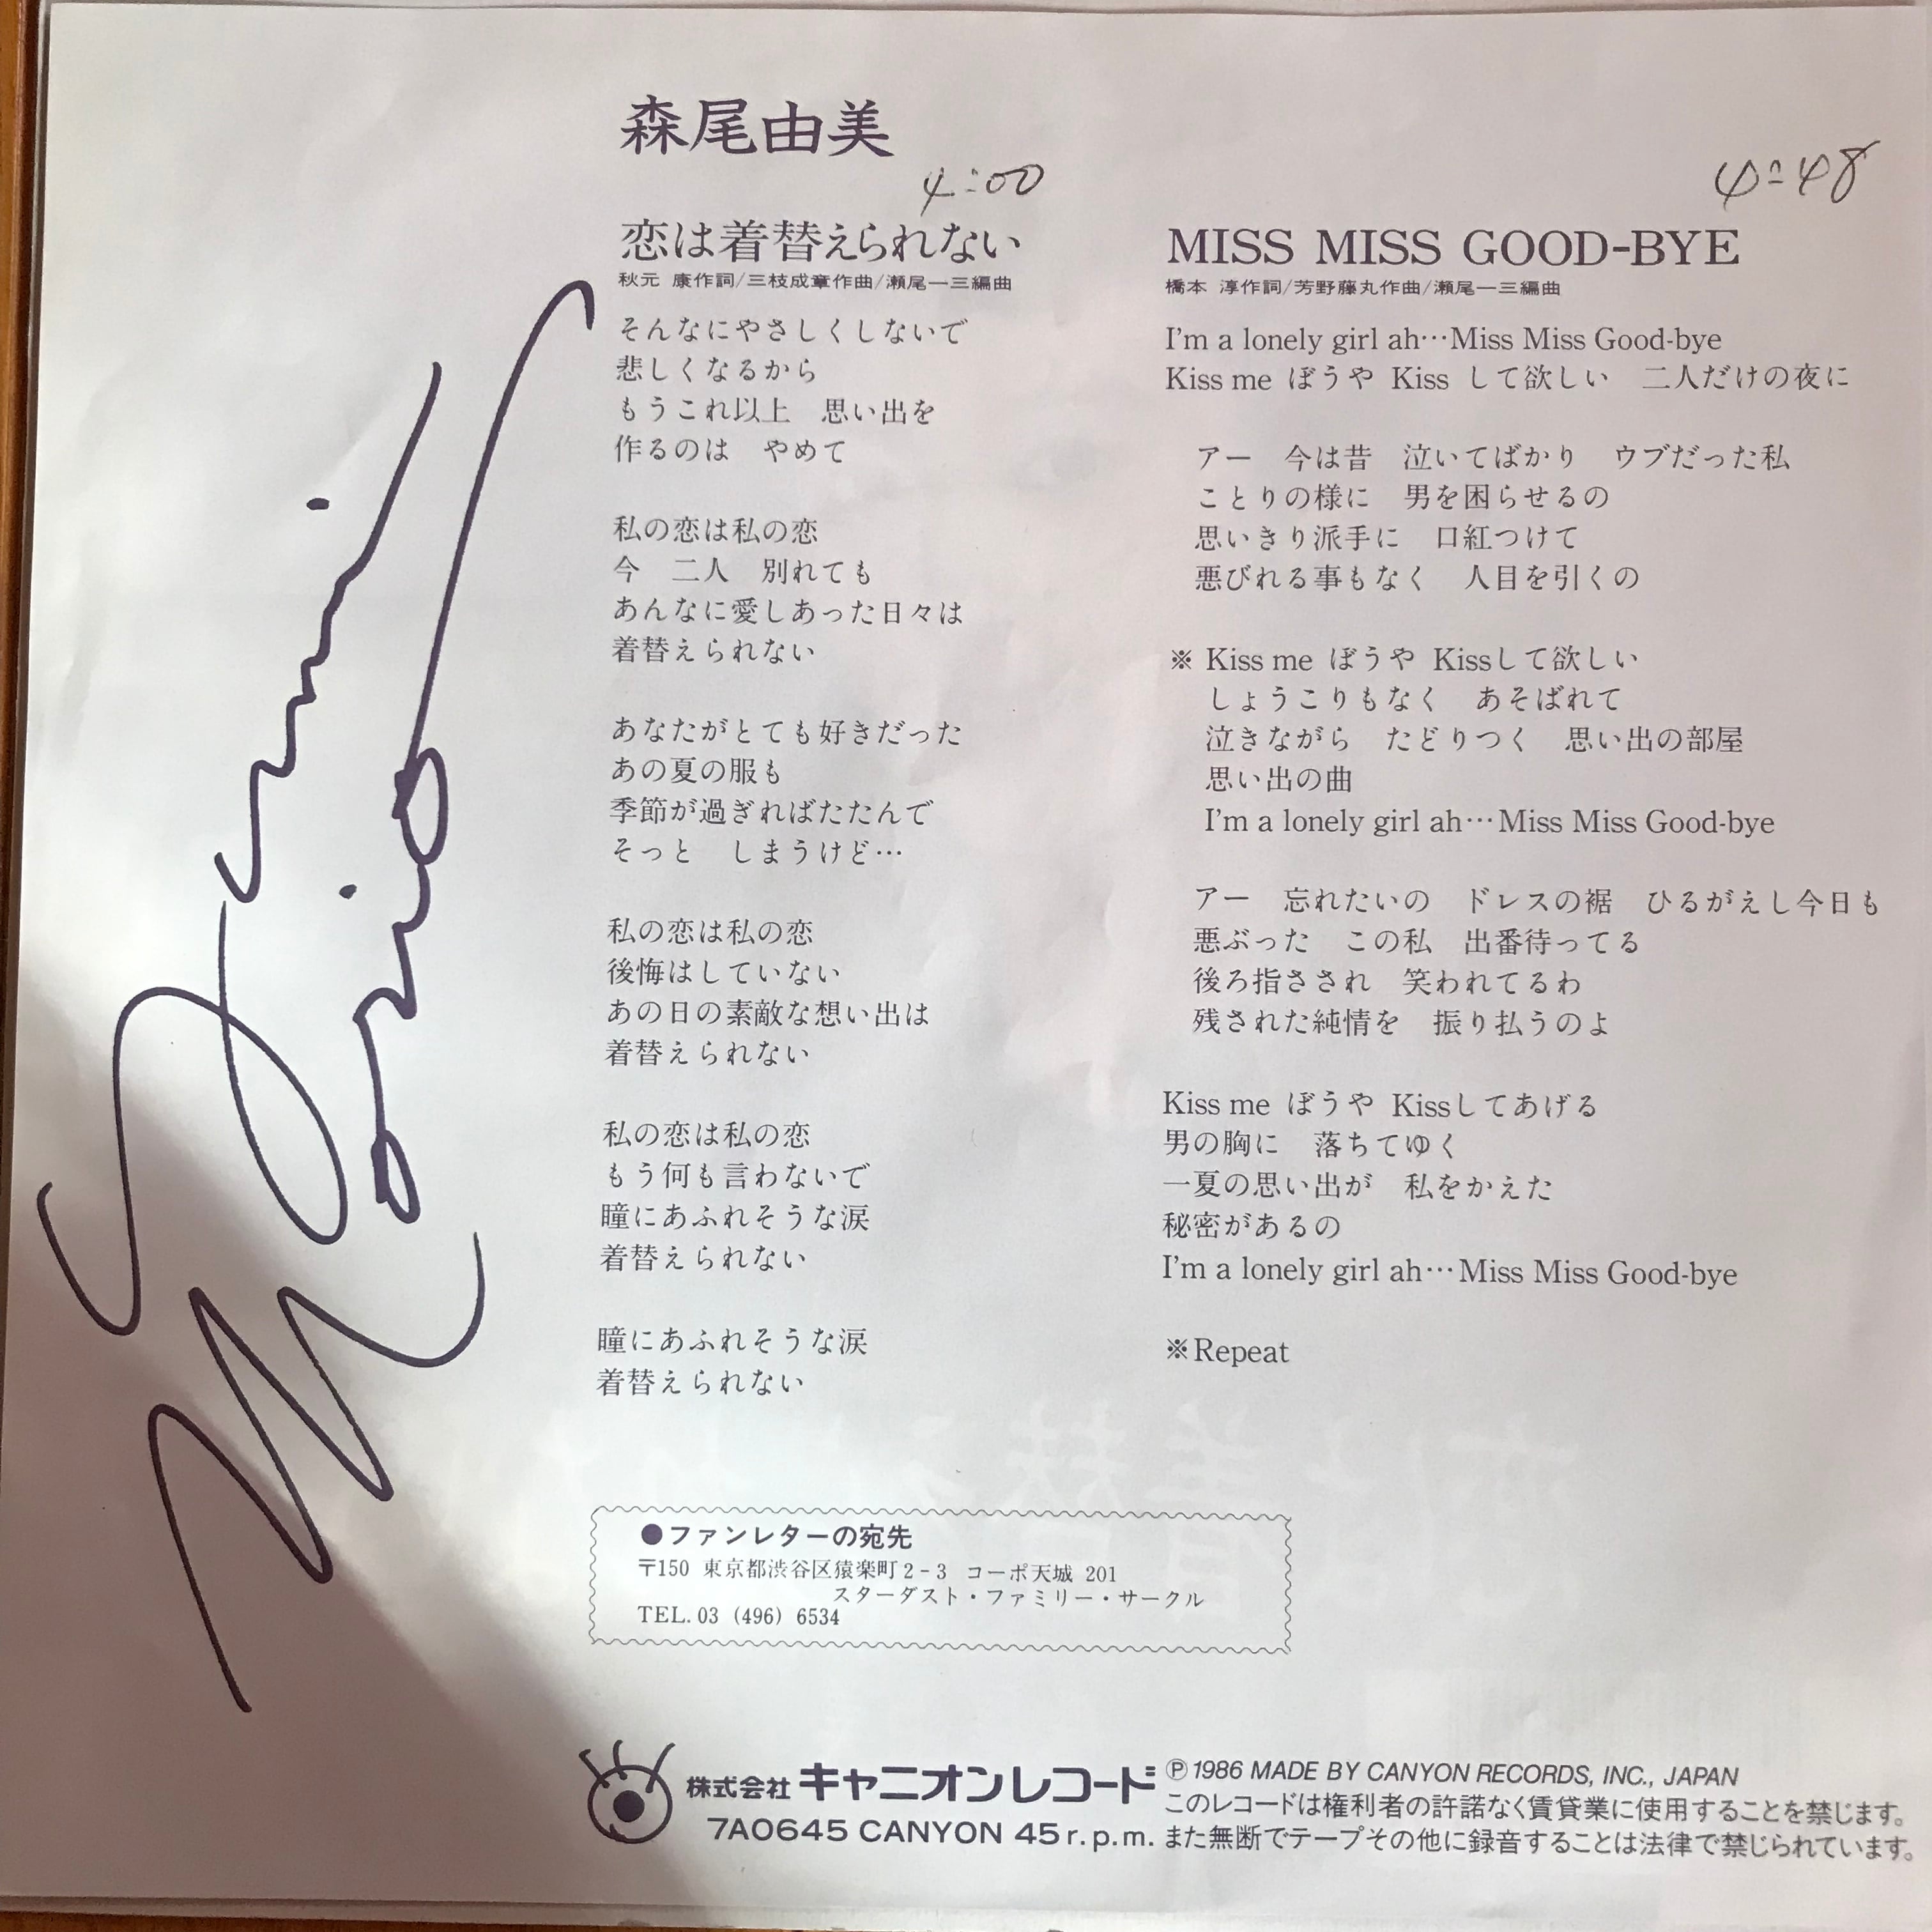 森尾由美
4:00
恋は着替えられない
秋元 康作詞/三枝成章作曲/瀬尾一三編曲
そんなにやさしくしないで
悲しくなるから
もうこれ以上　思い出を
作るのは　やめて
私の恋は私の恋
今　二人　別れても
あんなに愛しあった日々は
着替えられない
あなたがとても好きだった
あの夏の服も
季節が過ぎればたたんで
そっと　しまうけど…
私の恋は私の恋
後悔はしていない
あの日の素敵な想い出は
着替えられない
私の恋は私の恋
もう何も言わないで
瞳にあふれそうな涙
着替えられない
瞳にあふれそうな涙
着替えられない
4:48
MISS MISS GOOD-BYE
橋本 淳作詞/芳野藤丸作曲/瀬尾一三編曲
I'm a lonely girl ah…Miss Miss Good-bye
Kiss me ぼうや Kiss して欲しい　二人だけの夜に
アー　今は昔　泣いてばかり　ウブだった私
ことりの様に　男を困らせるの
思いきり派手に　口紅つけて
悪びれる事もなく　人目を引くの
※ Kiss me ぼうや Kissして欲しい
しょうこりもなく　あそばれて
泣きながら　たどりつく　思い出の部屋
思い出の曲
I'm a lonely girl ah…Miss Miss Good-bye
アー　忘れたいの　ドレスの裾　ひるがえし今日も
悪ぶった　この私　出番待ってる
後ろ指さされ　笑われてるわ
残された純情を　振り払うのよ
Kiss me ぼうや Kissしてあげる
男の胸に　落ちてゆく
一夏の思い出が　私をかえた
秘密があるの
I'm a lonely girl ah…Miss Miss Good-bye
※Repeat
Yumi
Morio
●ファンレターの宛先
〒150 東京都渋谷区猿楽町2-3 コーポ天城 201
スターダスト・ファミリー・サークル
TEL. 03 (496) 6534
株式会社 キャニオンレコード
7A0645 CANYON 45 r.p.m.
Ⓟ1986 MADE BY CANYON RECORDS, INC., JAPAN
このレコードは権利者の許諾なく賃貸業に使用することを禁じます。
また無断でテープその他に録音することは法律で禁じられています。